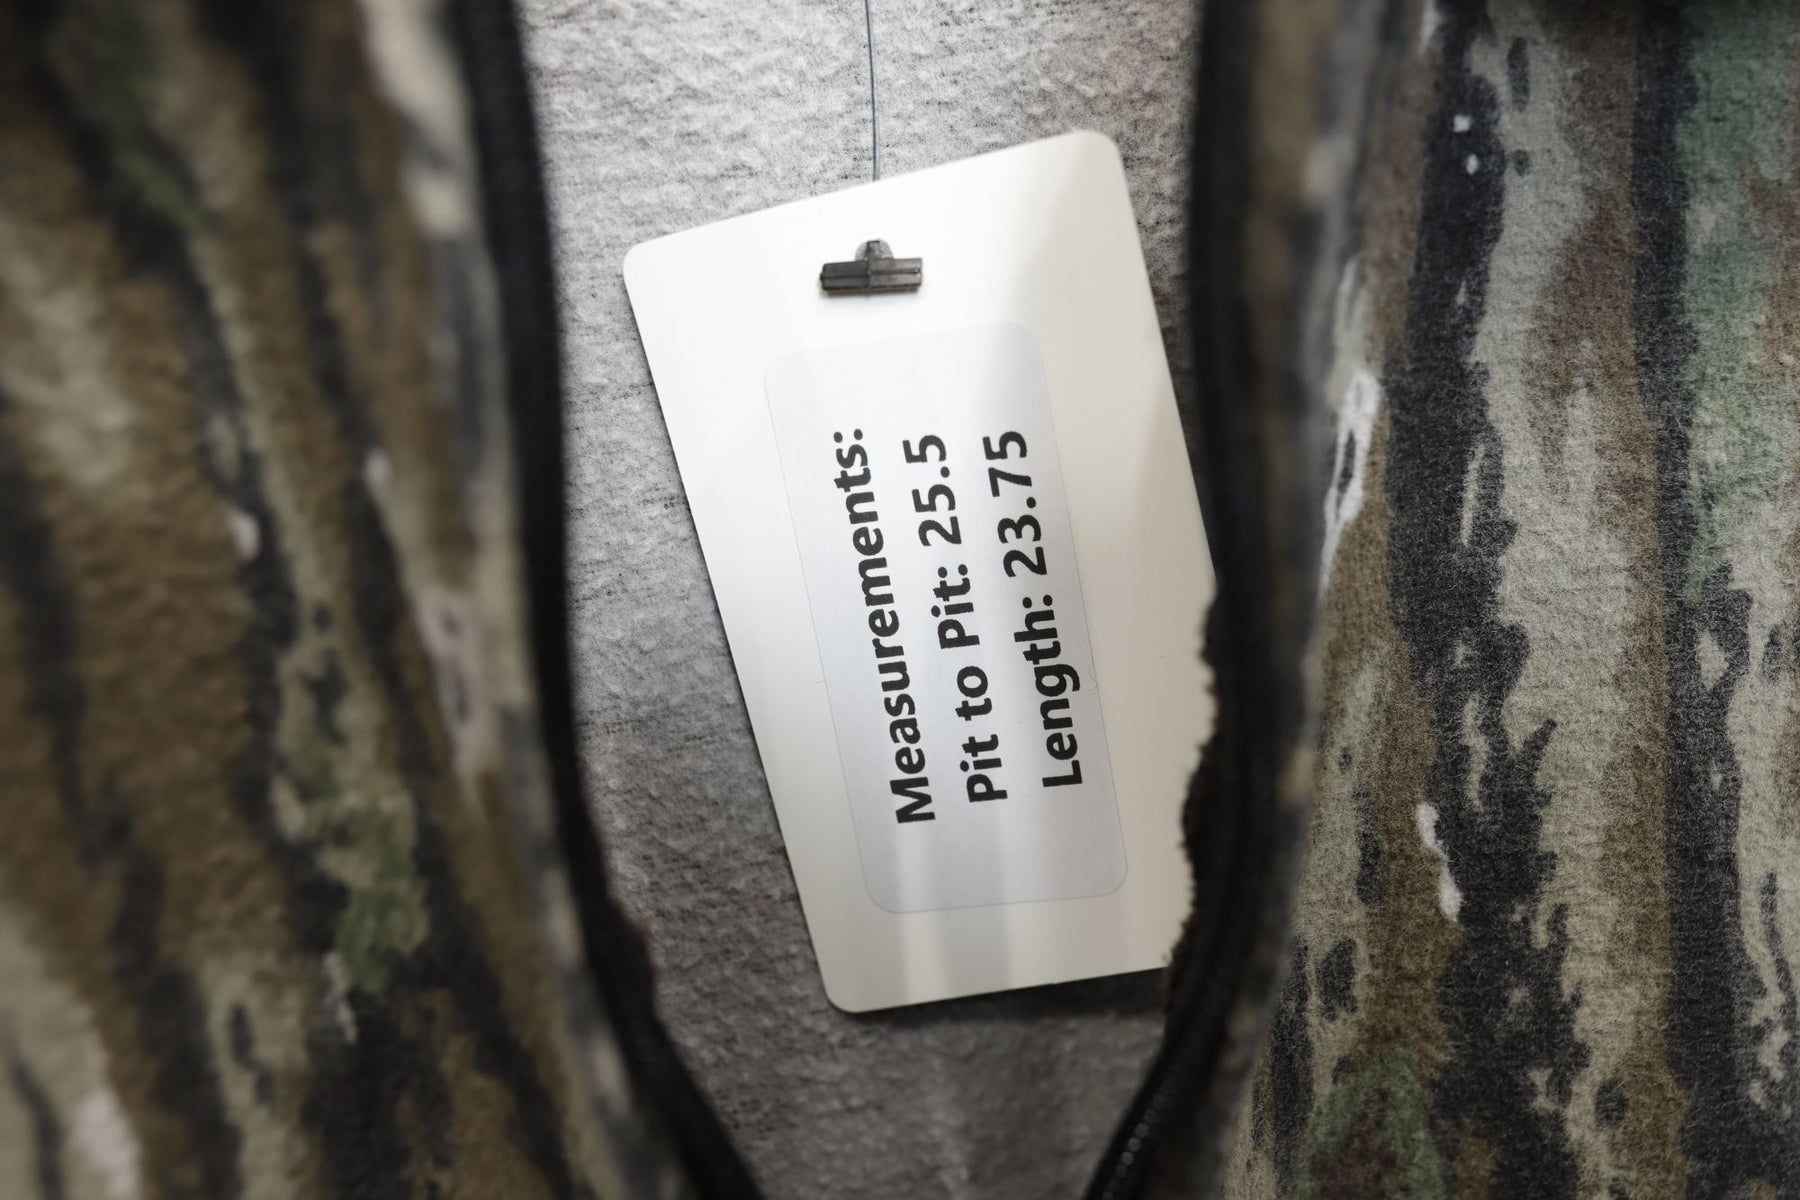 Measurements:
Pit to Pit: 25.5
Length: 23.75